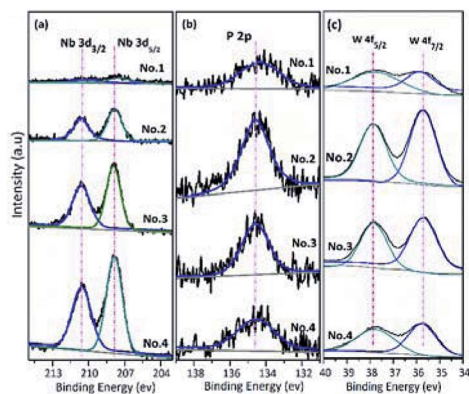 (a)
Nb 3d3/2 Nb 3d5/2
No.1
No.2
No.3
No.4
213 210 207 204
Binding Energy (ev)
Intensity (a.u)
(b)
P 2p
No.1
No.2
No.3
No.4
138 136 134 132
Binding Energy (ev)
(c)
W 4f5/2 W 4f7/2
No.1
No.2
No.3
No.4
40 39 38 37 36 35 34
Binding Energy (ev)